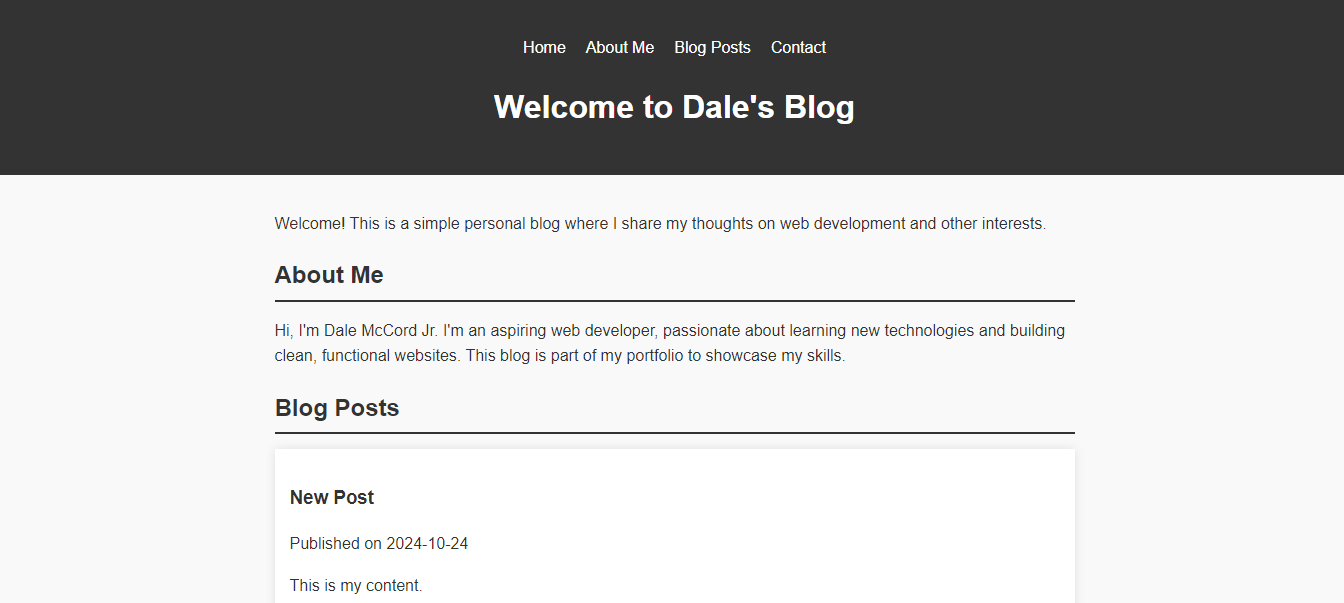 Home About Me Blog Posts Contact
Welcome to Dale's Blog
Welcome! This is a simple personal blog where I share my thoughts on web development and other interests.
About Me
Hi, I'm Dale McCord Jr. I'm an aspiring web developer, passionate about learning new technologies and building
clean, functional websites. This blog is part of my portfolio to showcase my skills.
Blog Posts
New Post
Published on 2024-10-24
This is my content.